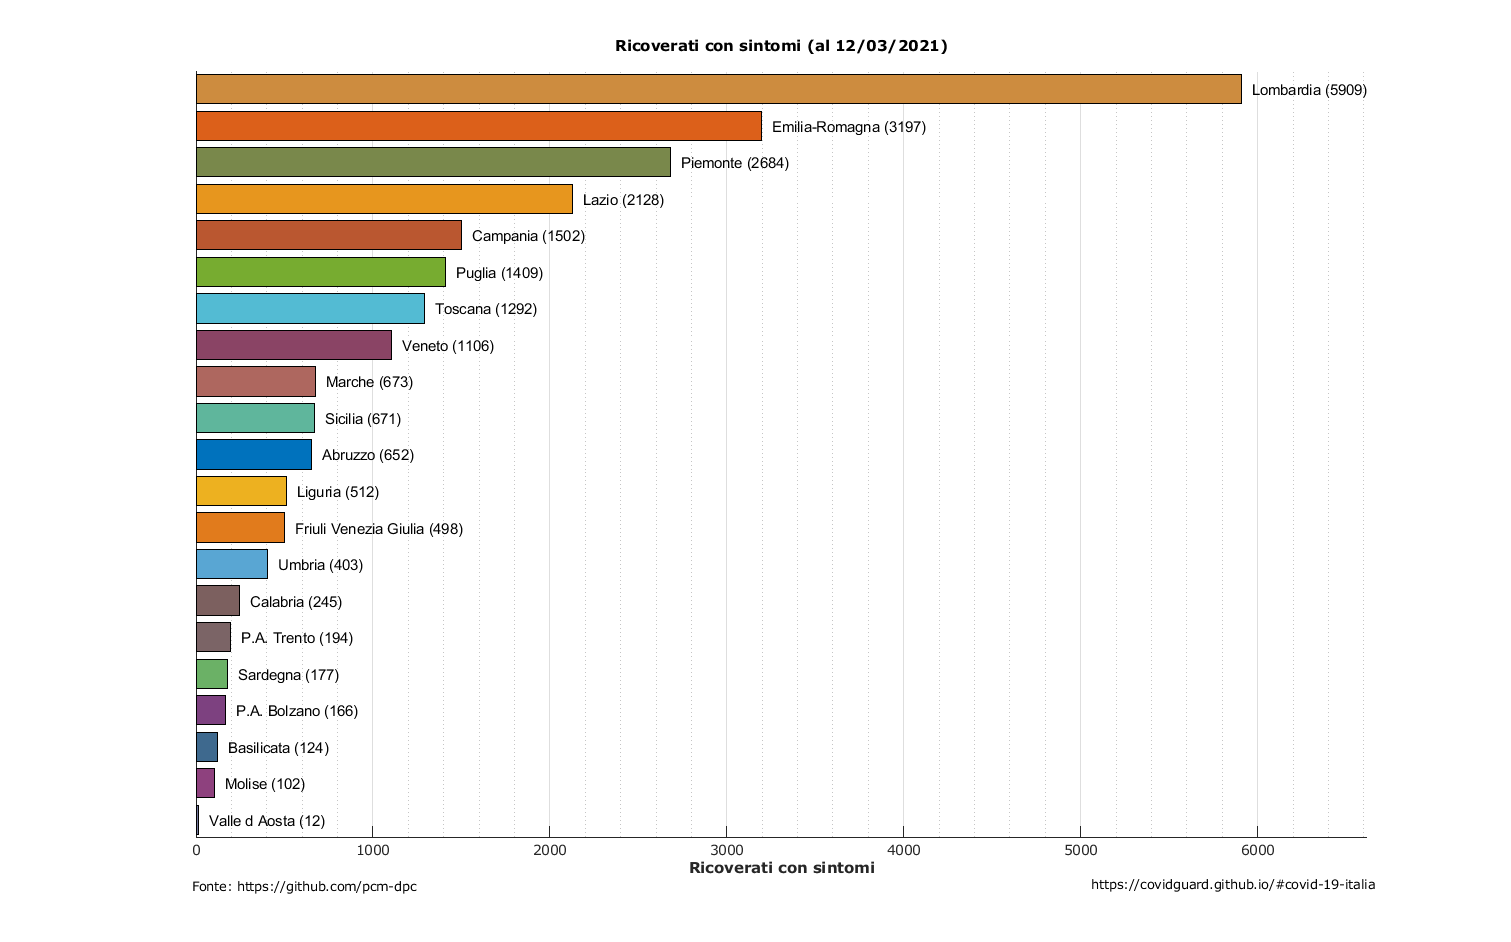 Ricoverati con sintomi (al 12/03/2021)
Lombardia (5909)
Emilia-Romagna (3197)
Piemonte (2684)
Lazio (2128)
Campania (1502)
Puglia (1409)
Toscana (1292)
Veneto (1106)
Marche (673)
Sicilia (671)
Abruzzo (652)
Liguria (512)
Friuli Venezia Giulia (498)
Umbria (403)
Calabria (245)
P.A. Trento (194)
Sardegna (177)
P.A. Bolzano (166)
Basilicata (124)
Molise (102)
Valle d Aosta (12)
0 1000 2000 3000 4000 5000 6000
Ricoverati con sintomi
Fonte: https://github.com/pcm-dpc
https://covidguard.github.io/#covid-19-italia